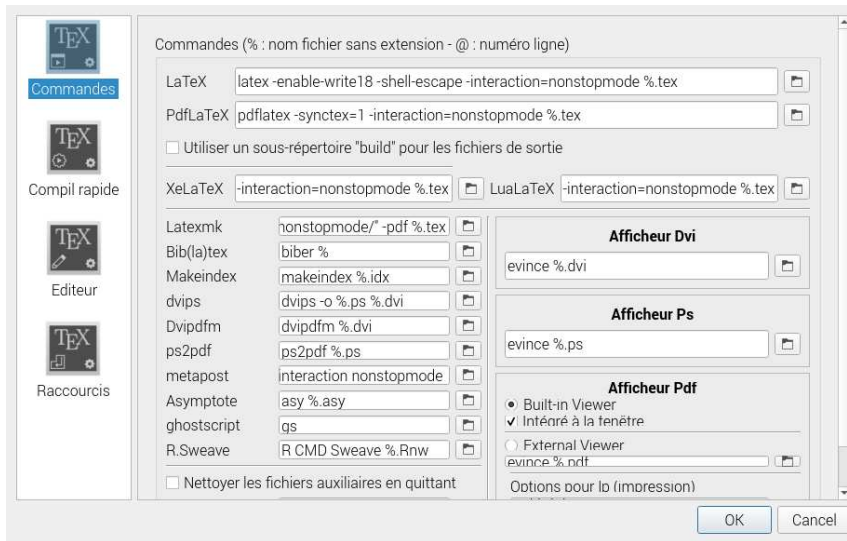 TEX
Commandes
TEX
Compil rapide
TEX
Editeur
TEX
Raccourcis
Commandes (% : nom fichier sans extension - @ : numéro ligne)
LaTeX latex -enable-write18 -shell-escape -interaction=nonstopmode %.tex
PdfLaTeX pdflatex -synctex=1 -interaction=nonstopmode %.tex
Utiliser un sous-répertoire "build" pour les fichiers de sortie
XeLaTeX -interaction=nonstopmode %.tex LuaLaTeX -interaction=nonstopmode %.tex
Latexmk nonstopmode/" -pdf %.tex
Bib(la)tex biber %
Makeindex makeindex %.idx
dvips dvips -o %.ps %.dvi
Dvipdfm dvipdfm %.dvi
ps2pdf ps2pdf %.ps
metapost interaction nonstopmode
Asymptote asy %.asy
ghostscript gs
R.Sweave R CMD Sweave %.Rnw
Nettoyer les fichiers auxiliaires en quittant
Afficheur Dvi
evince %.dvi
Afficheur Ps
evince %.ps
Afficheur Pdf
Built-in Viewer
Intégré à la fenêtre
External Viewer
evince %.pdf
Options pour lp (impression)
OK Cancel